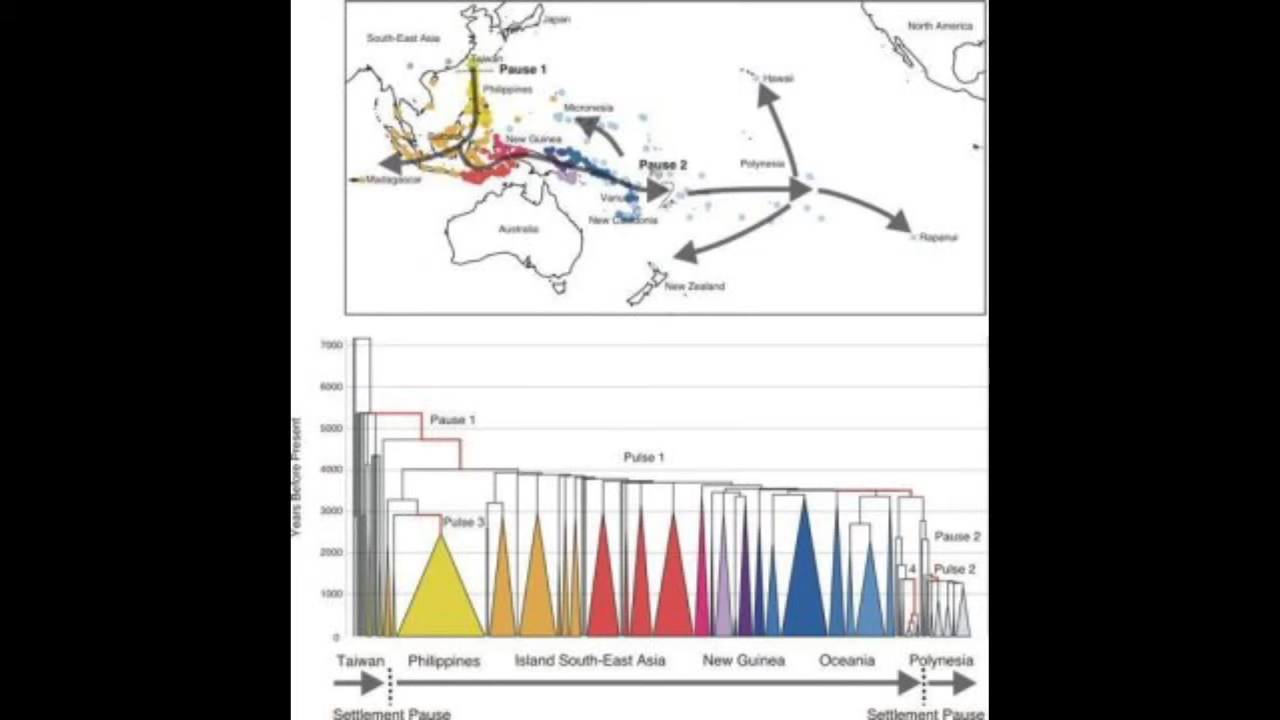 Japan
North America
South-East Asia
Taiwan
Pause 1
Hawaii
Philippines
Micronesia
New Guinea
Pause 2
Polynesia
Madagascar
New Caledonia
Australia
Rapanui
New Zealand
7000
6000
5000
4000
3000
2000
1000
0
Years Before Present
Pause 1
Pulse 1
Pulse 3
Pause 2
4
Pulse 2
Taiwan
Philippines
Island South-East Asia
New Guinea
Oceania
Polynesia
Settlement Pause
Settlement Pause